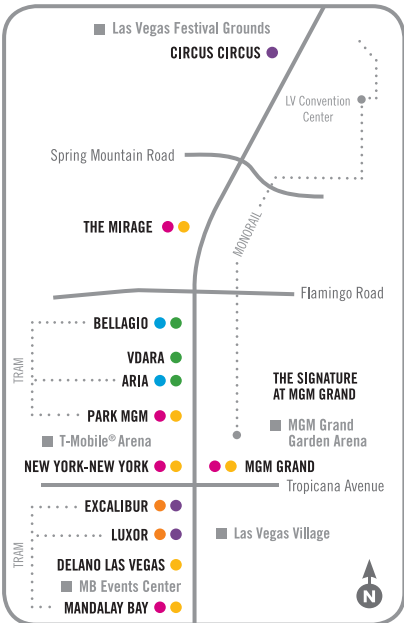 Las Vegas Festival Grounds
CIRCUS CIRCUS
LV Convention
Center
Spring Mountain Road
THE MIRAGE
MONORAIL
Flamingo Road
BELLAGIO
VDARA
TRAM
ARIA
THE SIGNATURE
AT MGM GRAND
PARK MGM
MGM Grand
Garden Arena
T-Mobile® Arena
NEW YORK-NEW YORK
MGM GRAND
Tropicana Avenue
EXCALIBUR
LUXOR
Las Vegas Village
TRAM
DELANO LAS VEGAS
MB Events Center
MANDALAY BAY
N